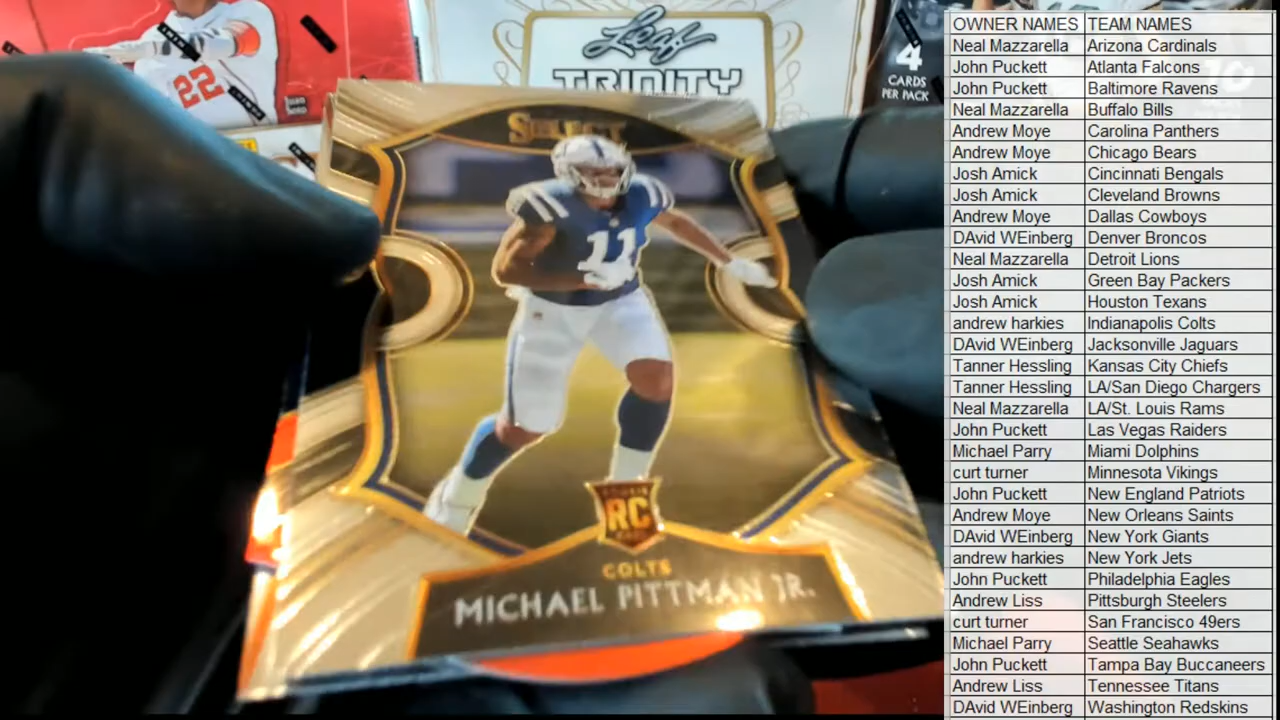 22
Leaf
TRINITY
4
CARDS
PER PACK
SELECT
11
RC
COLTS
MICHAEL PITTMAN JR.
OWNER NAMES TEAM NAMES
Neal Mazzarella Arizona Cardinals
John Puckett Atlanta Falcons
John Puckett Baltimore Ravens
Neal Mazzarella Buffalo Bills
Andrew Moye Carolina Panthers
Andrew Moye Chicago Bears
Josh Amick Cincinnati Bengals
Josh Amick Cleveland Browns
Andrew Moye Dallas Cowboys
DAvid WEinberg Denver Broncos
Neal Mazzarella Detroit Lions
Josh Amick Green Bay Packers
Josh Amick Houston Texans
andrew harkies Indianapolis Colts
DAvid WEinberg Jacksonville Jaguars
Tanner Hessling Kansas City Chiefs
Tanner Hessling LA/San Diego Chargers
Neal Mazzarella LA/St. Louis Rams
John Puckett Las Vegas Raiders
Michael Parry Miami Dolphins
curt turner Minnesota Vikings
John Puckett New England Patriots
Andrew Moye New Orleans Saints
DAvid WEinberg New York Giants
andrew harkies New York Jets
John Puckett Philadelphia Eagles
Andrew Liss Pittsburgh Steelers
curt turner San Francisco 49ers
Michael Parry Seattle Seahawks
John Puckett Tampa Bay Buccaneers
Andrew Liss Tennessee Titans
DAvid WEinberg Washington Redskins